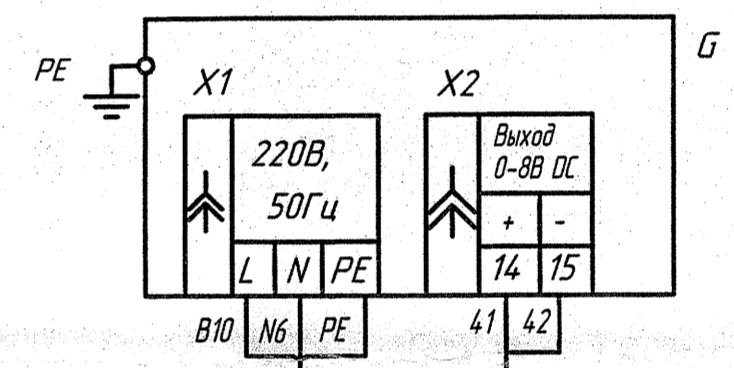 PE
G
X1
X2
220В,
50Гц
Выход
0-8В DC
+ -
L N PE
14 15
B10 N6 PE
41 42